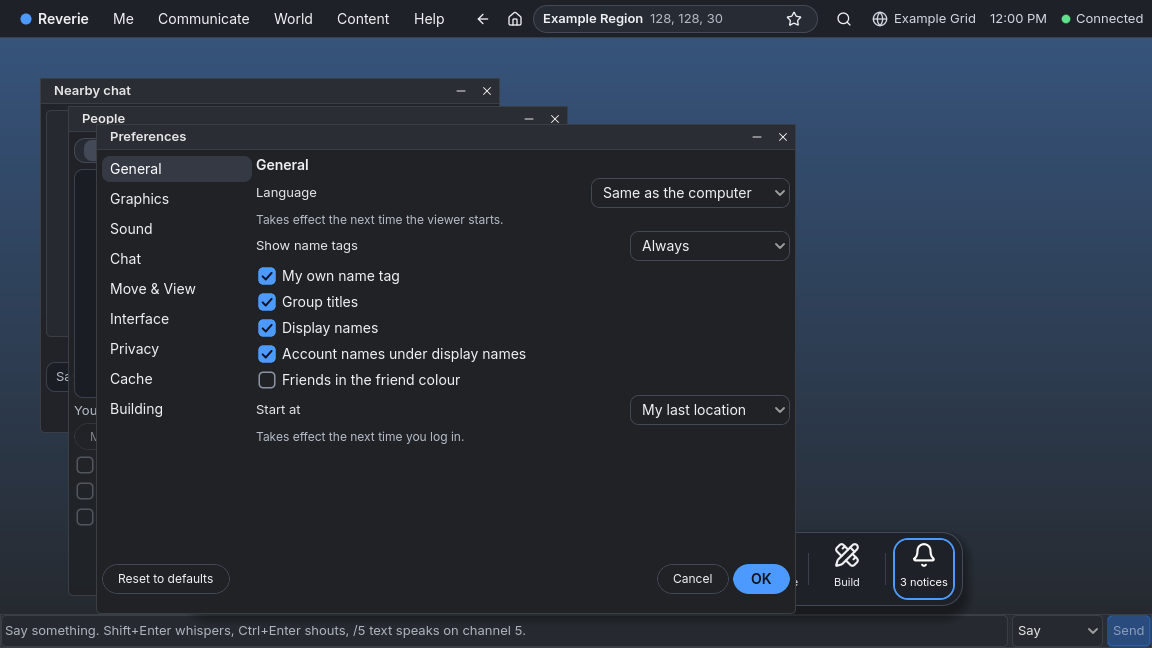 Reverie Me Communicate World Content Help Example Region 128, 128, 30 Example Grid 12:00 PM Connected
Nearby chat
People
Preferences
General
Graphics
Sound
Chat
Move & View
Interface
Privacy
Cache
Building
General
Language Same as the computer
Takes effect the next time the viewer starts.
Show name tags Always
My own name tag
Group titles
Display names
Account names under display names
Friends in the friend colour
Start at My last location
Takes effect the next time you log in.
Reset to defaults Cancel OK
You
Build 3 notices
Say something. Shift+Enter whispers, Ctrl+Enter shouts, /5 text speaks on channel 5. Say Send